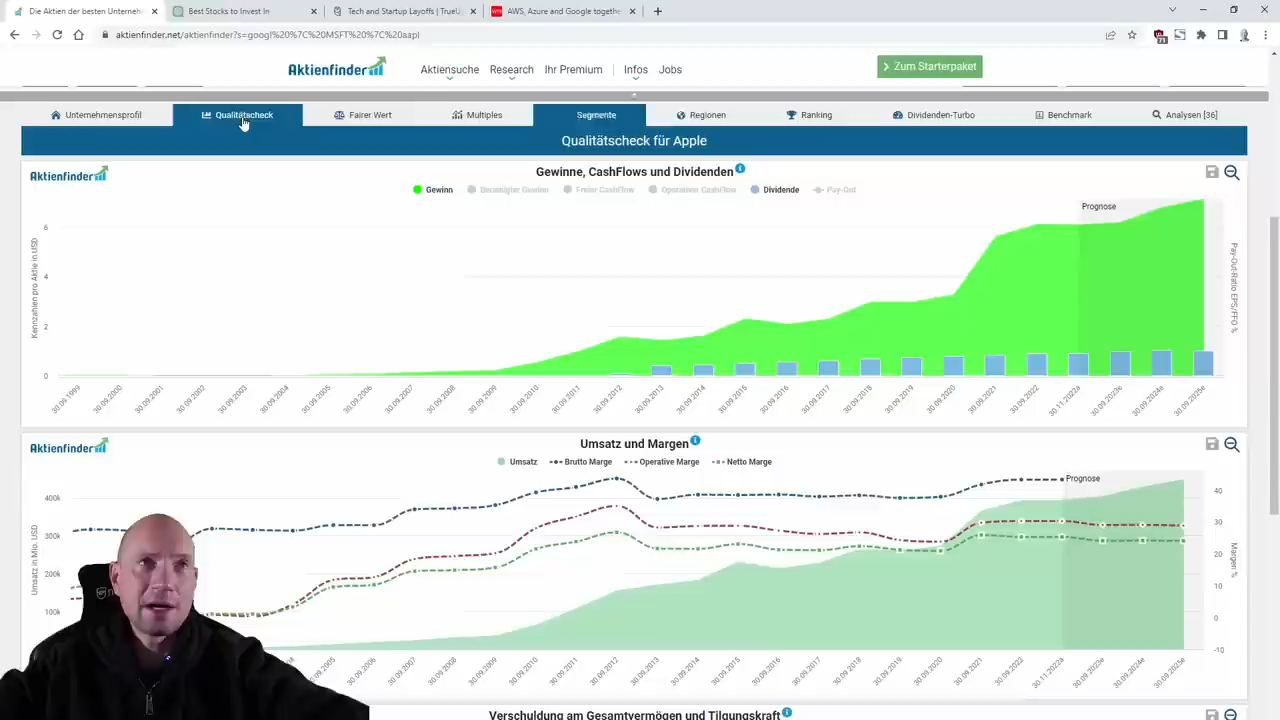 Die Aktien der besten Unterneh
Best Stocks to Invest In
Tech and Startup Layoffs | TrueU
AWS, Azure and Google togethe
aktienfinder.net/aktienfinder?s=googl%20%7C%20MSFT%20%7C%20aapl
Aktienfinder
Aktiensuche
Research
Ihr Premium
Infos
Jobs
Zum Starterpaket
Unternehmensprofil
Qualitätscheck
Fairer Wert
Multiples
Segmente
Regionen
Ranking
Dividenden-Turbo
Benchmark
Analysen [36]
Qualitätscheck für Apple
Aktienfinder
Gewinne, CashFlows und Dividenden
Gewinn
Bereinigter Gewinn
Freier CashFlow
Operativer CashFlow
Dividende
Pay-Out
Prognose
Kennzahlen pro Aktie in USD
6
4
2
0
Pay-Out-Ratio EPS/FFO %
30.09.1999
30.09.2000
30.09.2001
30.09.2002
30.09.2003
30.09.2004
30.09.2005
30.09.2006
30.09.2007
30.09.2008
30.09.2009
30.09.2010
30.09.2011
30.09.2012
30.09.2013
30.09.2014
30.09.2015
30.09.2016
30.09.2017
30.09.2018
30.09.2019
30.09.2020
30.09.2021
30.09.2022
30.11.2022a
30.09.2023e
30.09.2024e
30.09.2025e
Aktienfinder
Umsatz und Margen
Umsatz
Brutto Marge
Operative Marge
Netto Marge
Prognose
Umsatz in Mio. USD
400k
300k
200k
100k
40
30
20
10
0
-10
Margen %
30.09.2005
30.09.2006
30.09.2007
30.09.2008
30.09.2009
30.09.2010
30.09.2011
30.09.2012
30.09.2013
30.09.2014
30.09.2015
30.09.2016
30.09.2017
30.09.2018
30.09.2019
30.09.2020
30.09.2021
30.09.2022
30.11.2022a
30.09.2023e
30.09.2024e
30.09.2025e
Verschuldung am Gesamtvermögen und Tilgungskraft